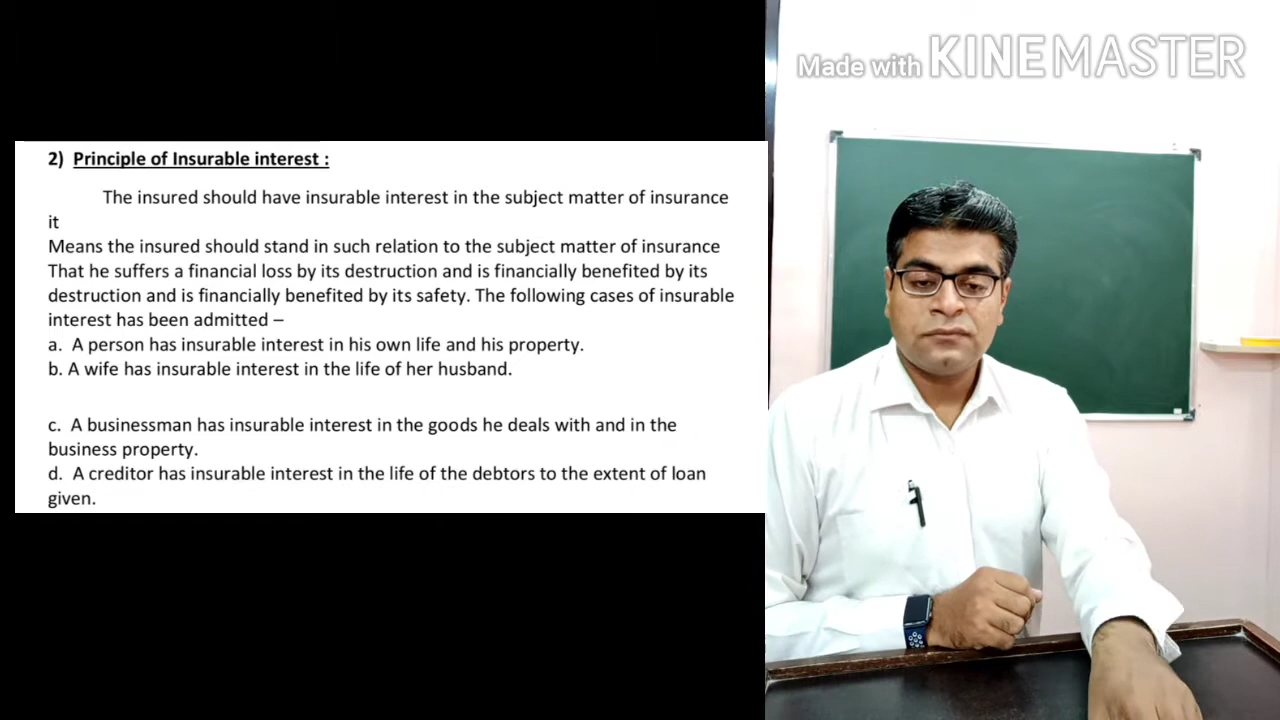 Made with KINEMASTER
2) Principle of Insurable interest :
The insured should have insurable interest in the subject matter of insurance
it
Means the insured should stand in such relation to the subject matter of insurance
That he suffers a financial loss by its destruction and is financially benefited by its
destruction and is financially benefited by its safety. The following cases of insurable
interest has been admitted –
a. A person has insurable interest in his own life and his property.
b. A wife has insurable interest in the life of her husband.
c. A businessman has insurable interest in the goods he deals with and in the
business property.
d. A creditor has insurable interest in the life of the debtors to the extent of loan
given.